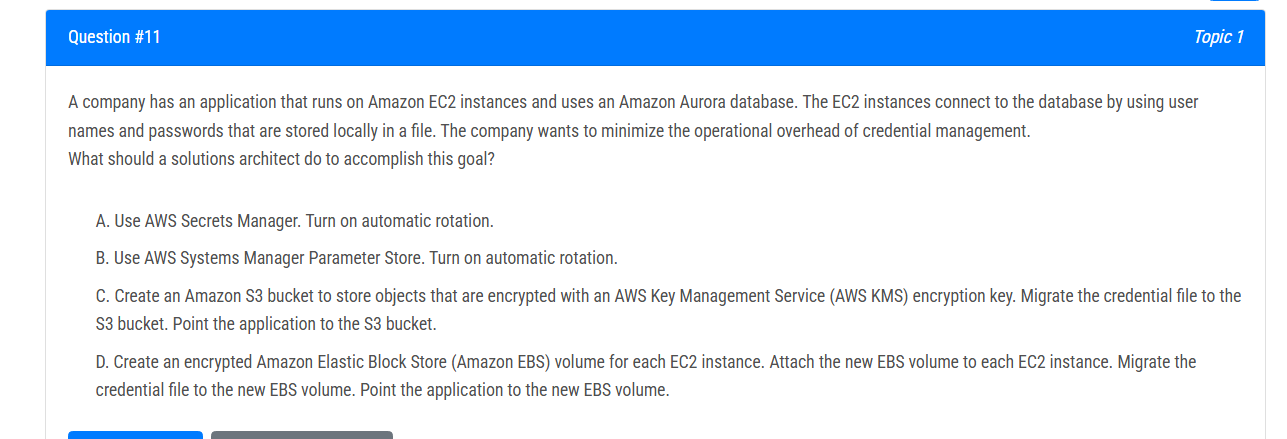 Question #11
Topic 1
A company has an application that runs on Amazon EC2 instances and uses an Amazon Aurora database. The EC2 instances connect to the database by using user
names and passwords that are stored locally in a file. The company wants to minimize the operational overhead of credential management.
What should a solutions architect do to accomplish this goal?
A. Use AWS Secrets Manager. Turn on automatic rotation.
B. Use AWS Systems Manager Parameter Store. Turn on automatic rotation.
C. Create an Amazon S3 bucket to store objects that are encrypted with an AWS Key Management Service (AWS KMS) encryption key. Migrate the credential file to the
S3 bucket. Point the application to the S3 bucket.
D. Create an encrypted Amazon Elastic Block Store (Amazon EBS) volume for each EC2 instance. Attach the new EBS volume to each EC2 instance. Migrate the
credential file to the new EBS volume. Point the application to the new EBS volume.